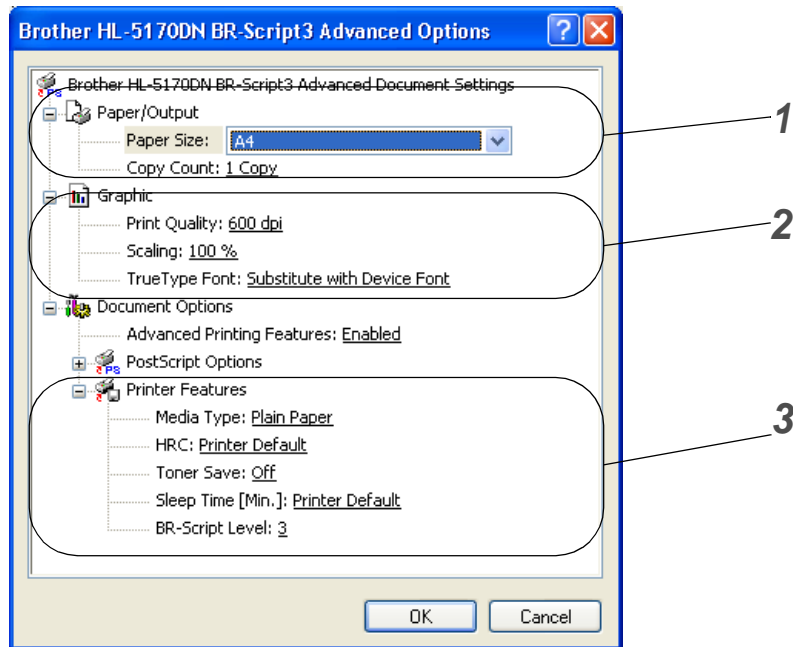 Brother HL-5170DN BR-Script3 Advanced Options
Brother HL-5170DN BR-Script3 Advanced Document Settings
Paper/Output
Paper Size: A4
Copy Count: 1 Copy
1
Graphic
Print Quality: 600 dpi
Scaling: 100 %
TrueType Font: Substitute with Device Font
2
Document Options
Advanced Printing Features: Enabled
PostScript Options
Printer Features
Media Type: Plain Paper
HRC: Printer Default
Toner Save: Off
Sleep Time [Min.]: Printer Default
BR-Script Level: 3
3
OK
Cancel